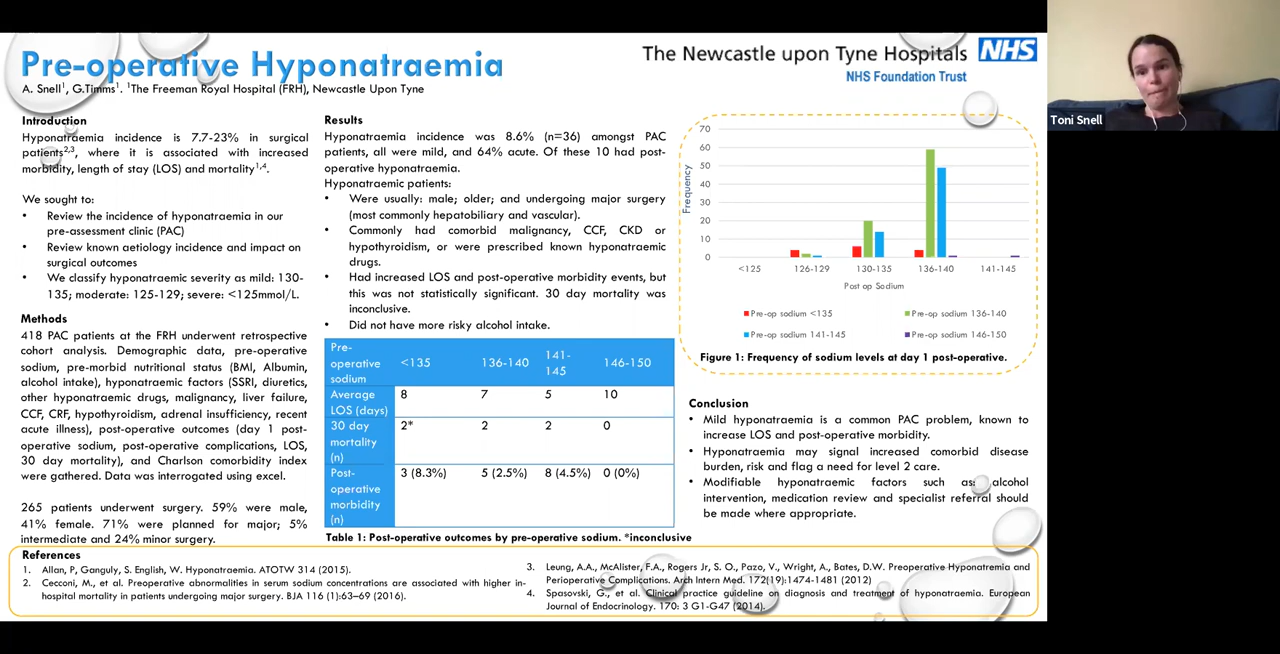 Pre-operative Hyponatraemia
A. Snell¹, G.Timms¹. ¹The Freeman Royal Hospital (FRH), Newcastle Upon Tyne
The Newcastle upon Tyne Hospitals NHS
NHS Foundation Trust
Toni Snell
Introduction
Hyponatraemia incidence is 7.7-23% in surgical
patients²,³, where it is associated with increased
morbidity, length of stay (LOS) and mortality¹,⁴.
We sought to:
• Review the incidence of hyponatraemia in our
pre-assessment clinic (PAC)
• Review known aetiology incidence and impact on
surgical outcomes
• We classify hyponatraemic severity as mild: 130-
135; moderate: 125-129; severe: <125mmol/L.
Methods
418 PAC patients at the FRH underwent retrospective
cohort analysis. Demographic data, pre-operative
sodium, pre-morbid nutritional status (BMI, Albumin,
alcohol intake), hyponatraemic factors (SSRI, diuretics,
other hyponatraemic drugs, malignancy, liver failure,
CCF, CRF, hypothyroidism, adrenal insufficiency, recent
acute illness), post-operative outcomes (day 1 post-
operative sodium, post-operative complications, LOS,
30 day mortality), and Charlson comorbidity index
were gathered. Data was interrogated using excel.
265 patients underwent surgery. 59% were male,
41% female. 71% were planned for major; 5%
intermediate and 24% minor surgery.
Results
Hyponatraemia incidence was 8.6% (n=36) amongst PAC
patients, all were mild, and 64% acute. Of these 10 had post-
operative hyponatraemia.
Hyponatraemic patients:
• Were usually: male; older; and undergoing major surgery
(most commonly hepatobiliary and vascular).
• Commonly had comorbid malignancy, CCF, CKD or
hypothyroidism, or were prescribed known hyponatraemic
drugs.
• Had increased LOS and post-operative morbidity events, but
this was not statistically significant. 30 day mortality was
inconclusive.
• Did not have more risky alcohol intake.
Pre-
operative
sodium
<135
136-140
141-
145
146-150
Average
LOS (days)
8
7
5
10
30 day
mortality
(n)
2*
2
2
0
Post-
operative
morbidity
(n)
3 (8.3%)
5 (2.5%)
8 (4.5%)
0 (0%)
Table 1: Post-operative outcomes by pre-operative sodium. *inconclusive
Frequency
70
60
50
40
30
20
10
0
<125
126-129
130-135
136-140
141-145
Post op Sodium
Pre-op sodium <135
Pre-op sodium 136-140
Pre-op sodium 141-145
Pre-op sodium 146-150
Figure 1: Frequency of sodium levels at day 1 post-operative.
Conclusion
• Mild hyponatraemia is a common PAC problem, known to
increase LOS and post-operative morbidity.
• Hyponatraemia may signal increased comorbid disease
burden, risk and flag a need for level 2 care.
• Modifiable hyponatraemic factors such as: alcohol
intervention, medication review and specialist referral should
be made where appropriate.
References
1. Allan, P, Ganguly, S. English, W. Hyponatraemia. ATOTW 314 (2015).
2. Cecconi, M., et al. Preoperative abnormalities in serum sodium concentrations are associated with higher in-
hospital mortality in patients undergoing major surgery. BJA 116 (1):63–69 (2016).
3. Leung, A.A., McAlister, F.A., Rogers Jr, S. O., Pazo, V., Wright, A., Bates, D.W. Preoperative Hyponatremia and
Perioperative Complications. Arch Intern Med. 172(19):1474-1481 (2012)
4. Spasovski, G., et al. Clinical practice guideline on diagnosis and treatment of hyponatraemia. European
Journal of Endocrinology. 170: 3 G1-G47 (2014).